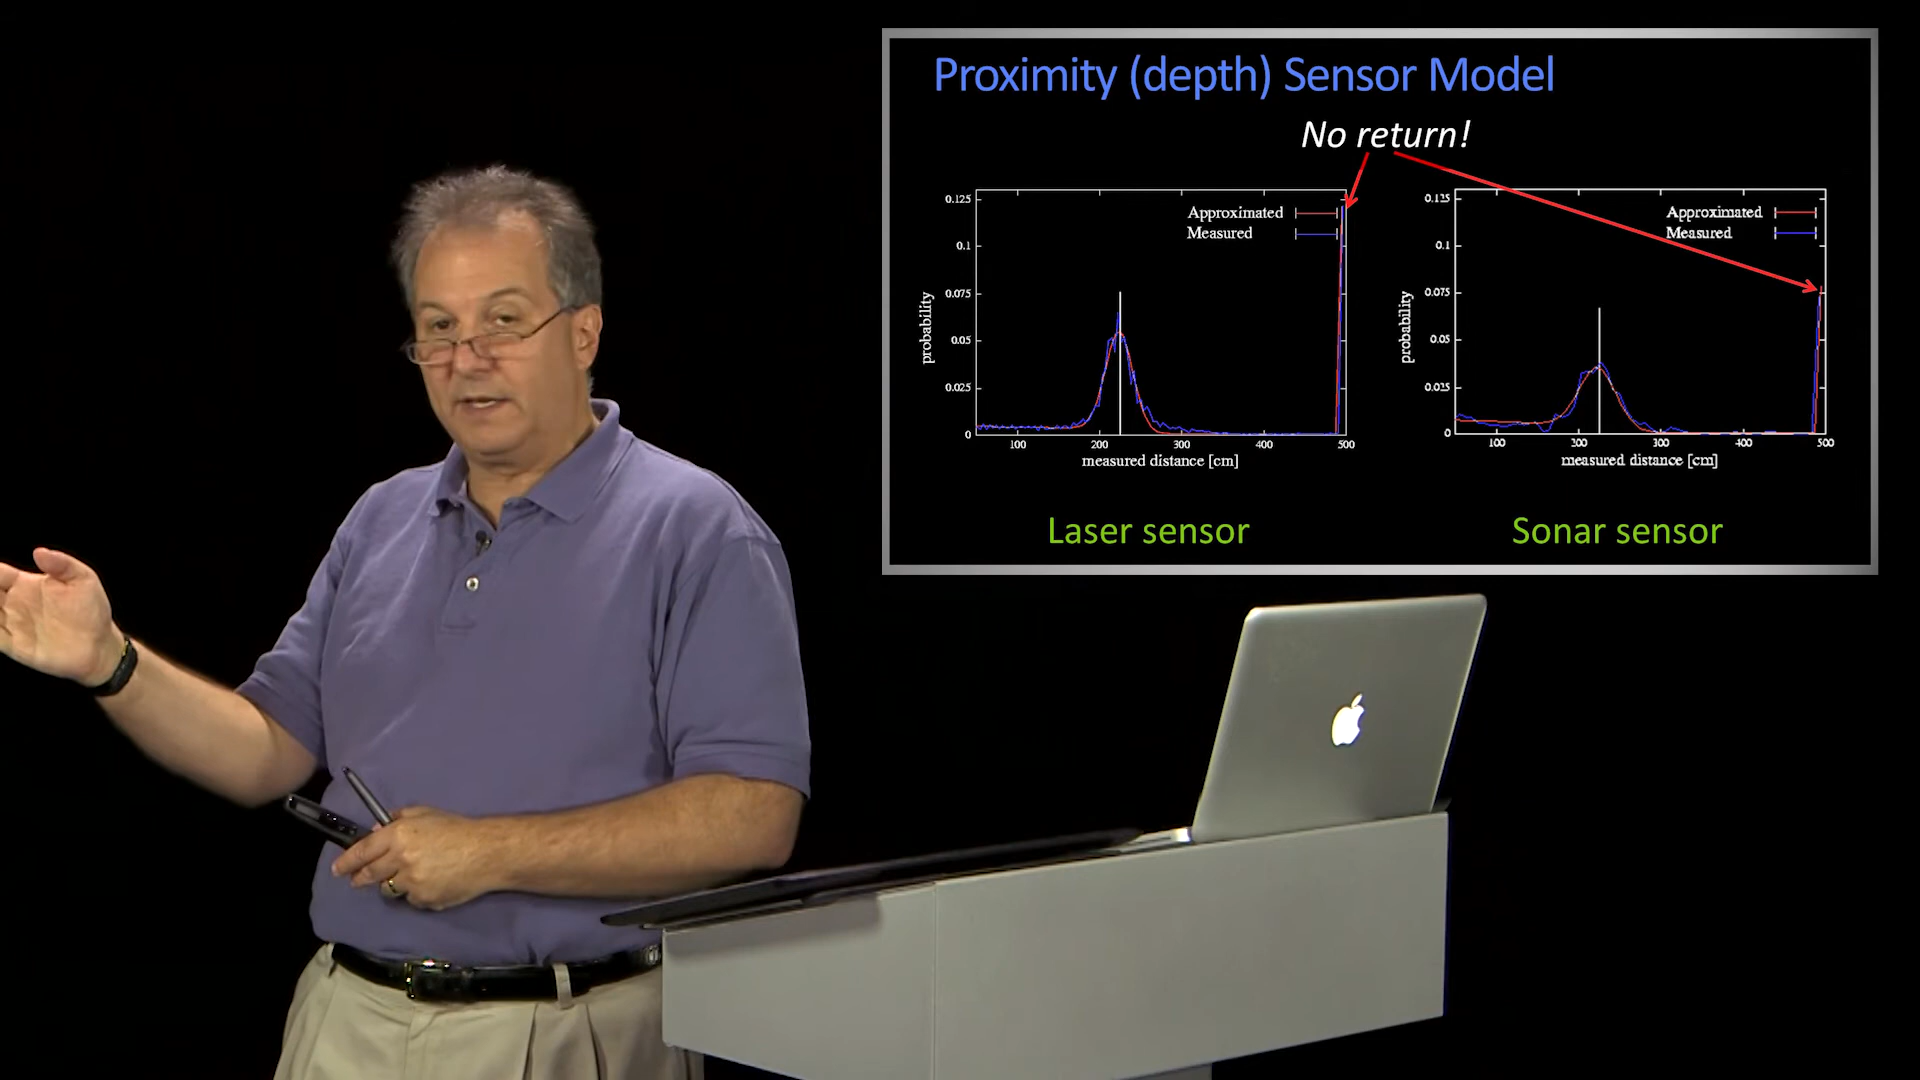 Proximity (depth) Sensor Model
No return!
0.125
0.1
0.075
0.05
0.025
0
probability
Approximated
Measured
100 200 300 400 500
measured distance [cm]
Laser sensor
0.125
0.1
0.075
0.05
0.025
0
probability
Approximated
Measured
100 200 300 400 500
measured distance [cm]
Sonar sensor